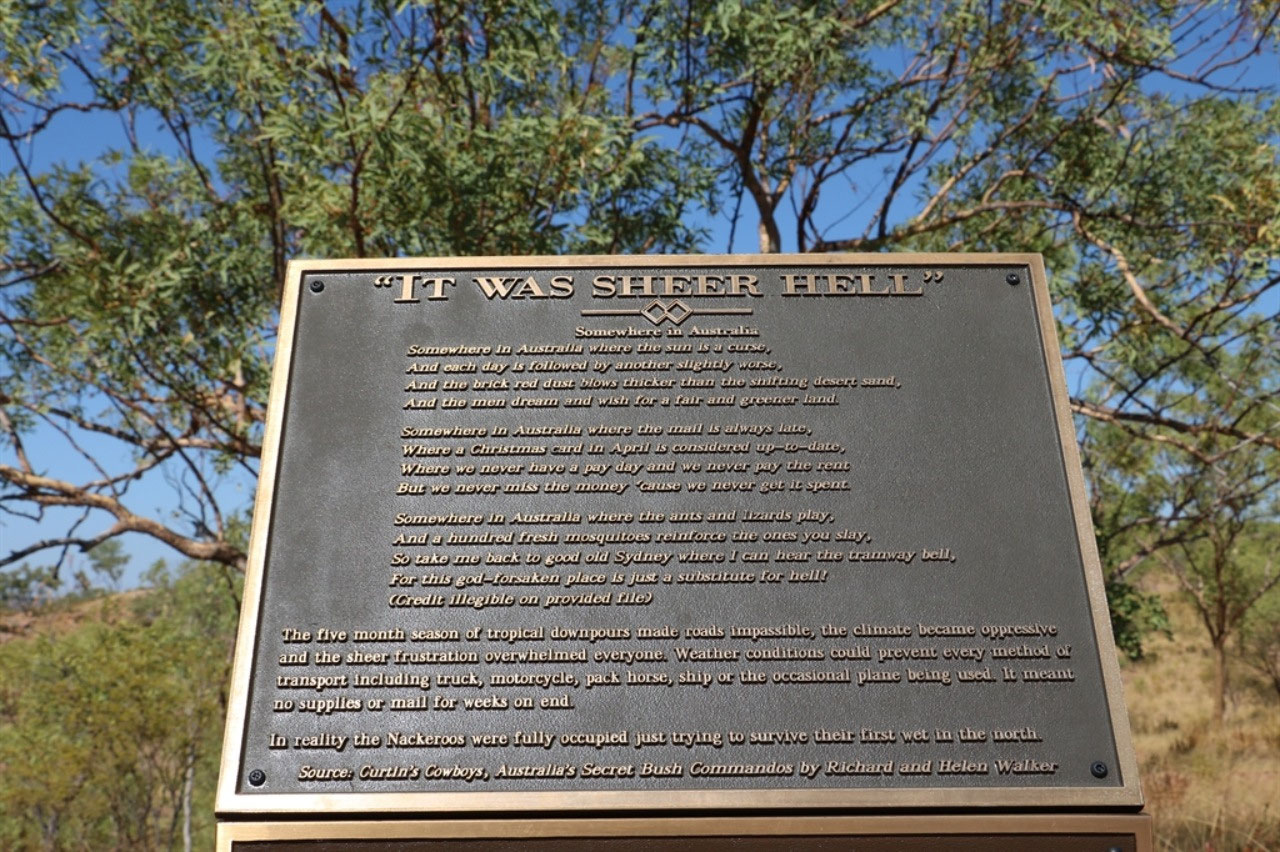 "IT WAS SHEER HELL"
Somewhere in Australia
Somewhere in Australia where the sun is a curse,
And each day is followed by another slightly worse,
And the brick red dust blows thicker than the shifting desert sand,
And the men dream and wish for a fair and greener land.
Somewhere in Australia where the mail is always late,
Where a Christmas card in April is considered up-to-date,
Where we never have a pay day and we never pay the rent
But we never miss the money 'cause we never get it spent.
Somewhere in Australia where the ants and lizards play,
And a hundred fresh mosquitoes reinforce the ones you slay,
So take me back to good old Sydney where I can hear the tramway bell,
For this god-forsaken place is just a substitute for hell!
(Credit illegible on provided file)
The five month season of tropical downpours made roads impassible, the climate became oppressive
and the sheer frustration overwhelmed everyone. Weather conditions could prevent every method of
transport including truck, motorcycle, pack horse, ship or the occasional plane being used. It meant
no supplies or mail for weeks on end.
In reality the Nackeroos were fully occupied just trying to survive their first wet in the north.
Source: Curtin's Cowboys, Australia's Secret Bush Commandos by Richard and Helen Walker